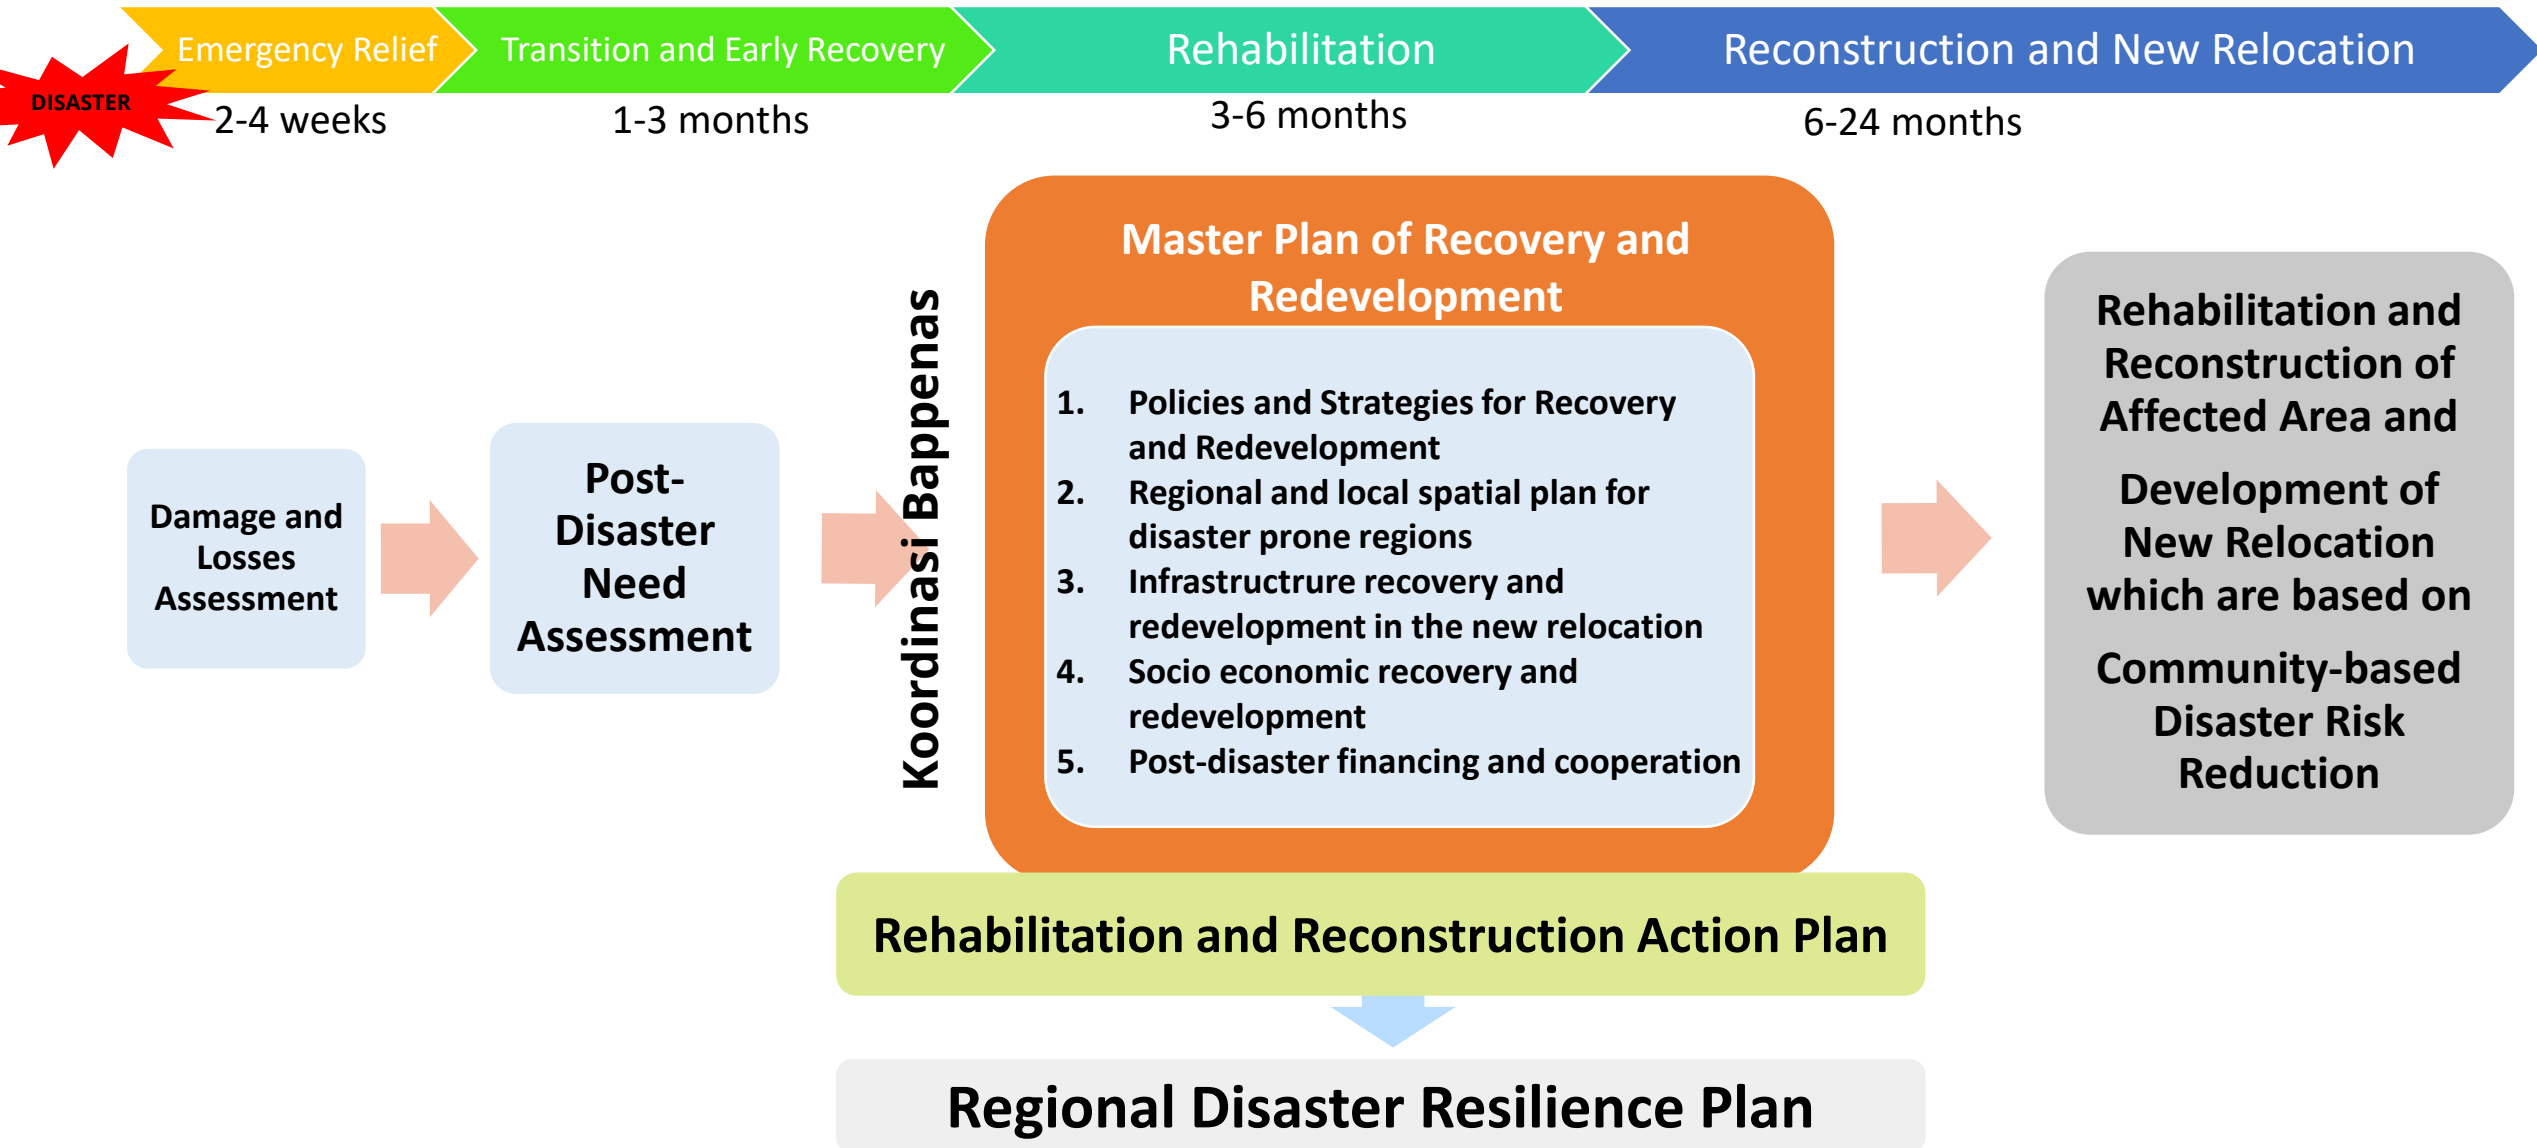 Emergency Relief
Transition and Early Recovery
Rehabilitation
Reconstruction and New Relocation
DISASTER
2-4 weeks
1-3 months
3-6 months
6-24 months
Damage and
Losses
Assessment
Post-
Disaster
Need
Assessment
Koordinasi Bappenas
Master Plan of Recovery and
Redevelopment
1. Policies and Strategies for Recovery
and Redevelopment
2. Regional and local spatial plan for
disaster prone regions
3. Infrastructrure recovery and
redevelopment in the new relocation
4. Socio economic recovery and
redevelopment
5. Post-disaster financing and cooperation
Rehabilitation and
Reconstruction of
Affected Area and
Development of
New Relocation
which are based on
Community-based
Disaster Risk
Reduction
Rehabilitation and Reconstruction Action Plan
Regional Disaster Resilience Plan